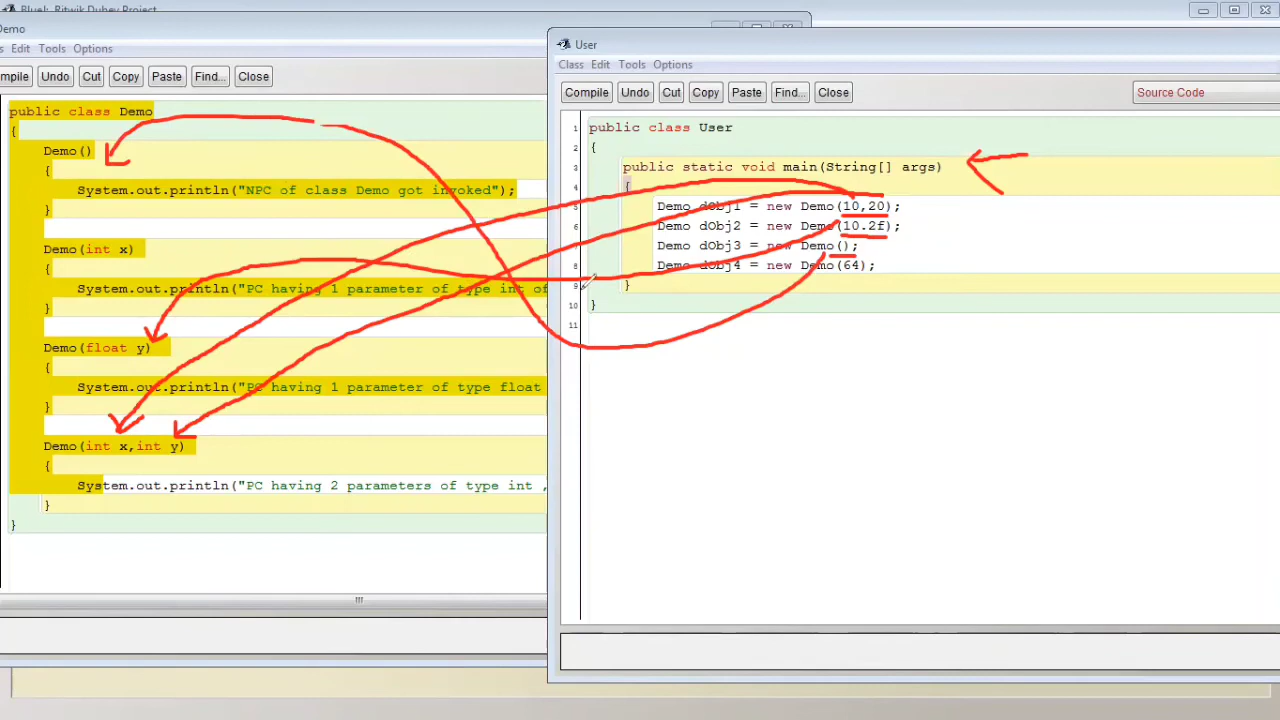 BlueJ: Ritwik Dubey Project
Demo
Edit Tools Options
Undo Cut Copy Paste Find... Close
public class Demo
{
Demo()
{
System.out.println("NPC of class Demo got invoked");
}
Demo(int x)
{
System.out.println("PC having 1 parameter of type int of
}
Demo(float y)
{
System.out.println("PC having 1 parameter of type float
}
Demo(int x,int y)
{
System.out.println("PC having 2 parameters of type int ,
}
}
User
Class Edit Tools Options
Compile Undo Cut Copy Paste Find... Close
Source Code
1 public class User
2 {
3 public static void main(String[] args)
4 {
5 Demo dObj1 = new Demo(10,20);
6 Demo dObj2 = new Demo(10.2f);
7 Demo dObj3 = new Demo();
8 Demo dObj4 = new Demo(64);
9 }
10 }
11